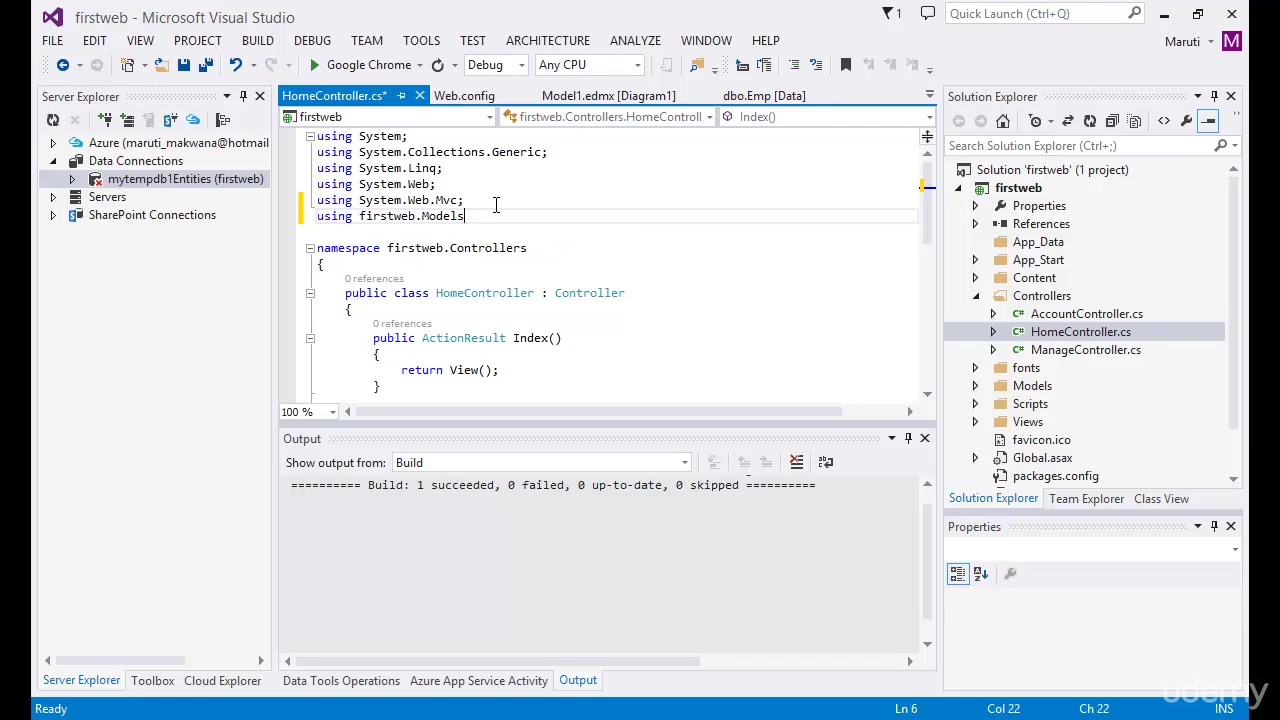 firstweb - Microsoft Visual Studio
1
Quick Launch (Ctrl+Q)
FILE EDIT VIEW PROJECT BUILD DEBUG TEAM TOOLS TEST ARCHITECTURE ANALYZE WINDOW HELP
Maruti M
Google Chrome Debug Any CPU
Server Explorer
Azure (maruti_makwana@hotmail
Data Connections
mytempdb1Entities (firstweb)
Servers
SharePoint Connections
Server Explorer Toolbox Cloud Explorer
HomeController.cs* Web.config Model1.edmx [Diagram1] dbo.Emp [Data]
firstweb firstweb.Controllers.HomeControll Index()
using System;
using System.Collections.Generic;
using System.Linq;
using System.Web;
using System.Web.Mvc;
using firstweb.Models
namespace firstweb.Controllers
{
0 references
public class HomeController : Controller
{
0 references
public ActionResult Index()
{
return View();
}
100 %
Output
Show output from: Build
========== Build: 1 succeeded, 0 failed, 0 up-to-date, 0 skipped ==========
Data Tools Operations Azure App Service Activity Output
Solution Explorer
Search Solution Explorer (Ctrl+;)
Solution 'firstweb' (1 project)
firstweb
Properties
References
App_Data
App_Start
Content
Controllers
AccountController.cs
HomeController.cs
ManageController.cs
fonts
Models
Scripts
Views
favicon.ico
Global.asax
packages.config
Solution Explorer Team Explorer Class View
Properties
Ready Ln 6 Col 22 Ch 22 INS
udemy